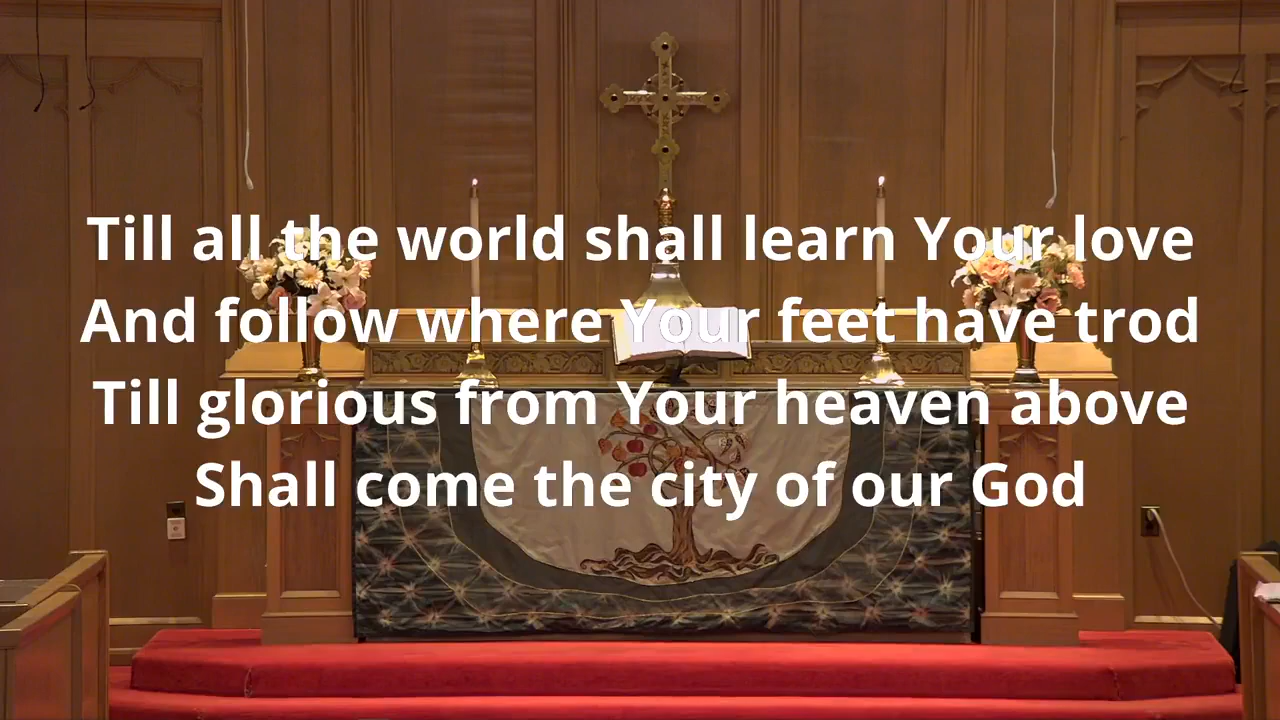 Till all the world shall learn Your love
And follow where Your feet have trod
Till glorious from Your heaven above
Shall come the city of our God